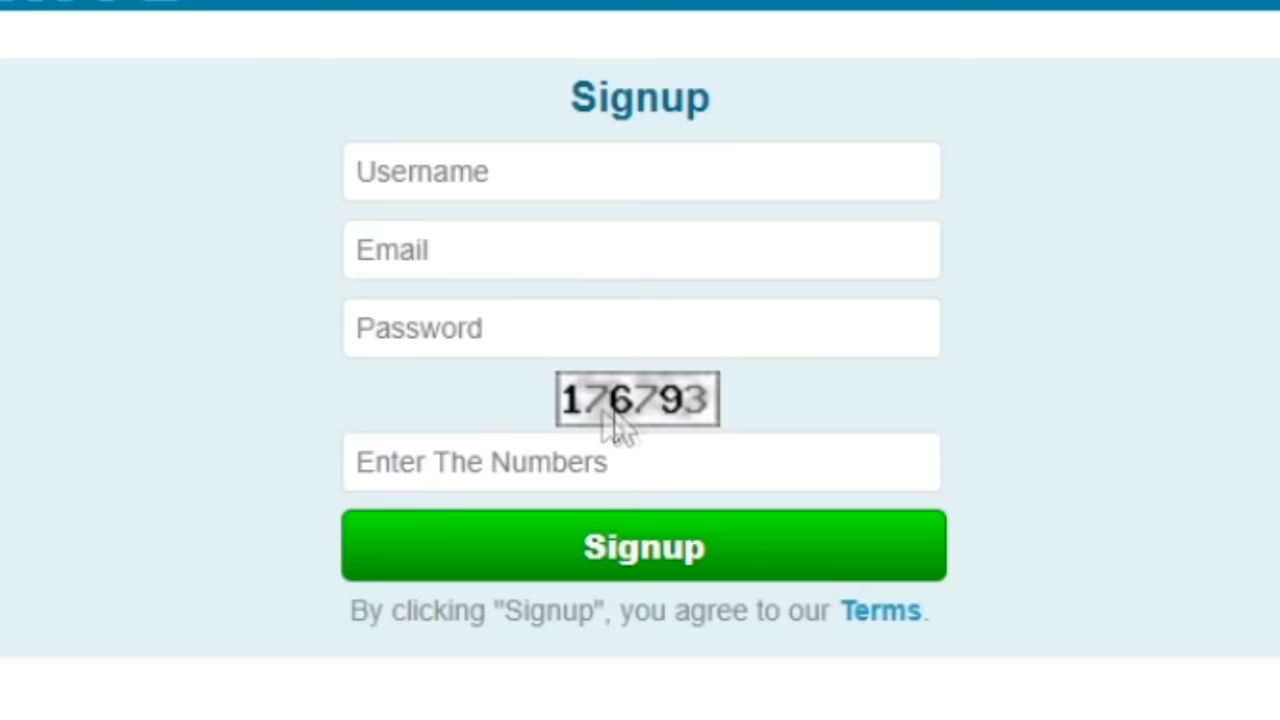 Signup
Username
Email
Password
176793
Enter The Numbers
Signup
By clicking "Signup", you agree to our Terms.